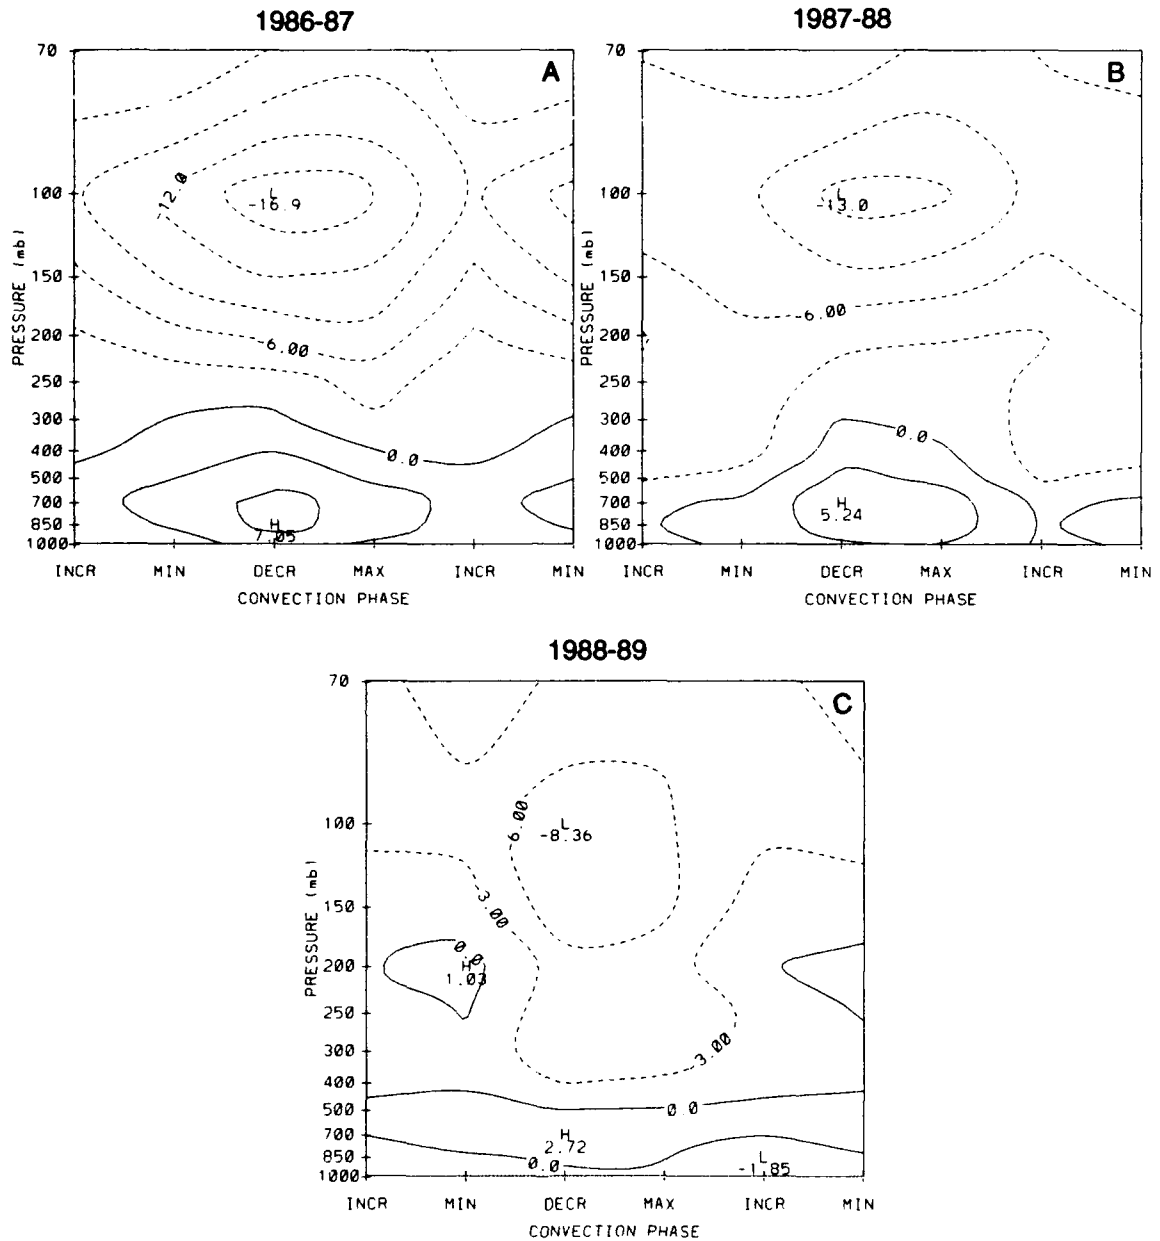 1986-87
1987-88
A
B
70
100
150
200
250
300
400
500
700
850
1000
PRESSURE (mb)
-12.0
L
-16.9
6.00
0.0
H
7.05
INCR MIN DECR MAX INCR MIN
CONVECTION PHASE
70
100
150
200
250
300
400
500
700
850
1000
PRESSURE (mb)
L
-13.0
6.00
0.0
H
5.24
INCR MIN DECR MAX INCR MIN
CONVECTION PHASE
1988-89
C
70
100
150
200
250
300
400
500
700
850
1000
PRESSURE (mb)
6.00
L
-8.36
3.00
0.0
H
1.03
3.00
0.0
H
2.72
0.0
L
-1.85
INCR MIN DECR MAX INCR MIN
CONVECTION PHASE